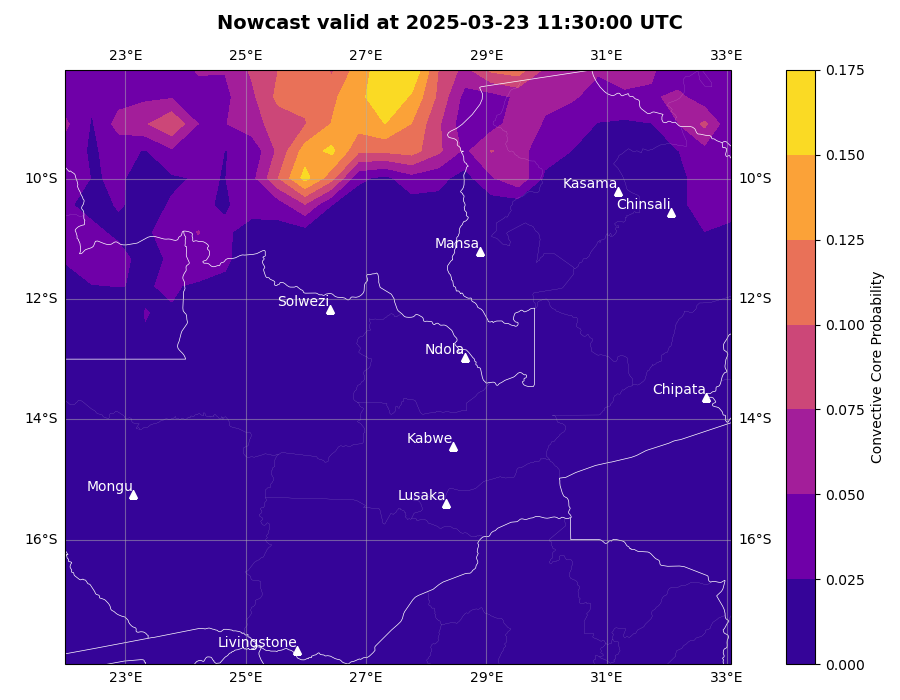 Nowcast valid at 2025-03-23 11:30:00 UTC
23°E 25°E 27°E 29°E 31°E 33°E
0.175
0.150
10°S 10°S
Kasama
Chinsali
0.125
Mansa
12°S 12°S
Solwezi
0.100
Ndola
Convective Core Probability
Chipata
0.075
14°S 14°S
Kabwe
Mongu
Lusaka
0.050
16°S 16°S
0.025
Livingstone
0.000
23°E 25°E 27°E 29°E 31°E 33°E